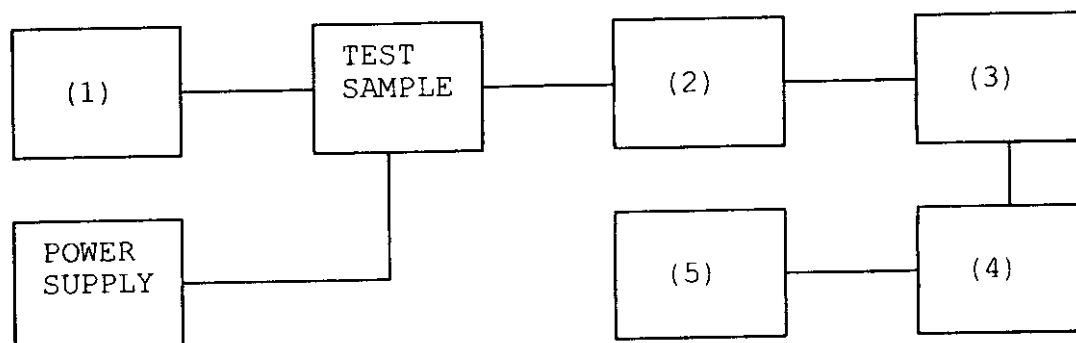 (1)
TEST
SAMPLE
(2)
(3)
POWER
SUPPLY
(5)
(4)